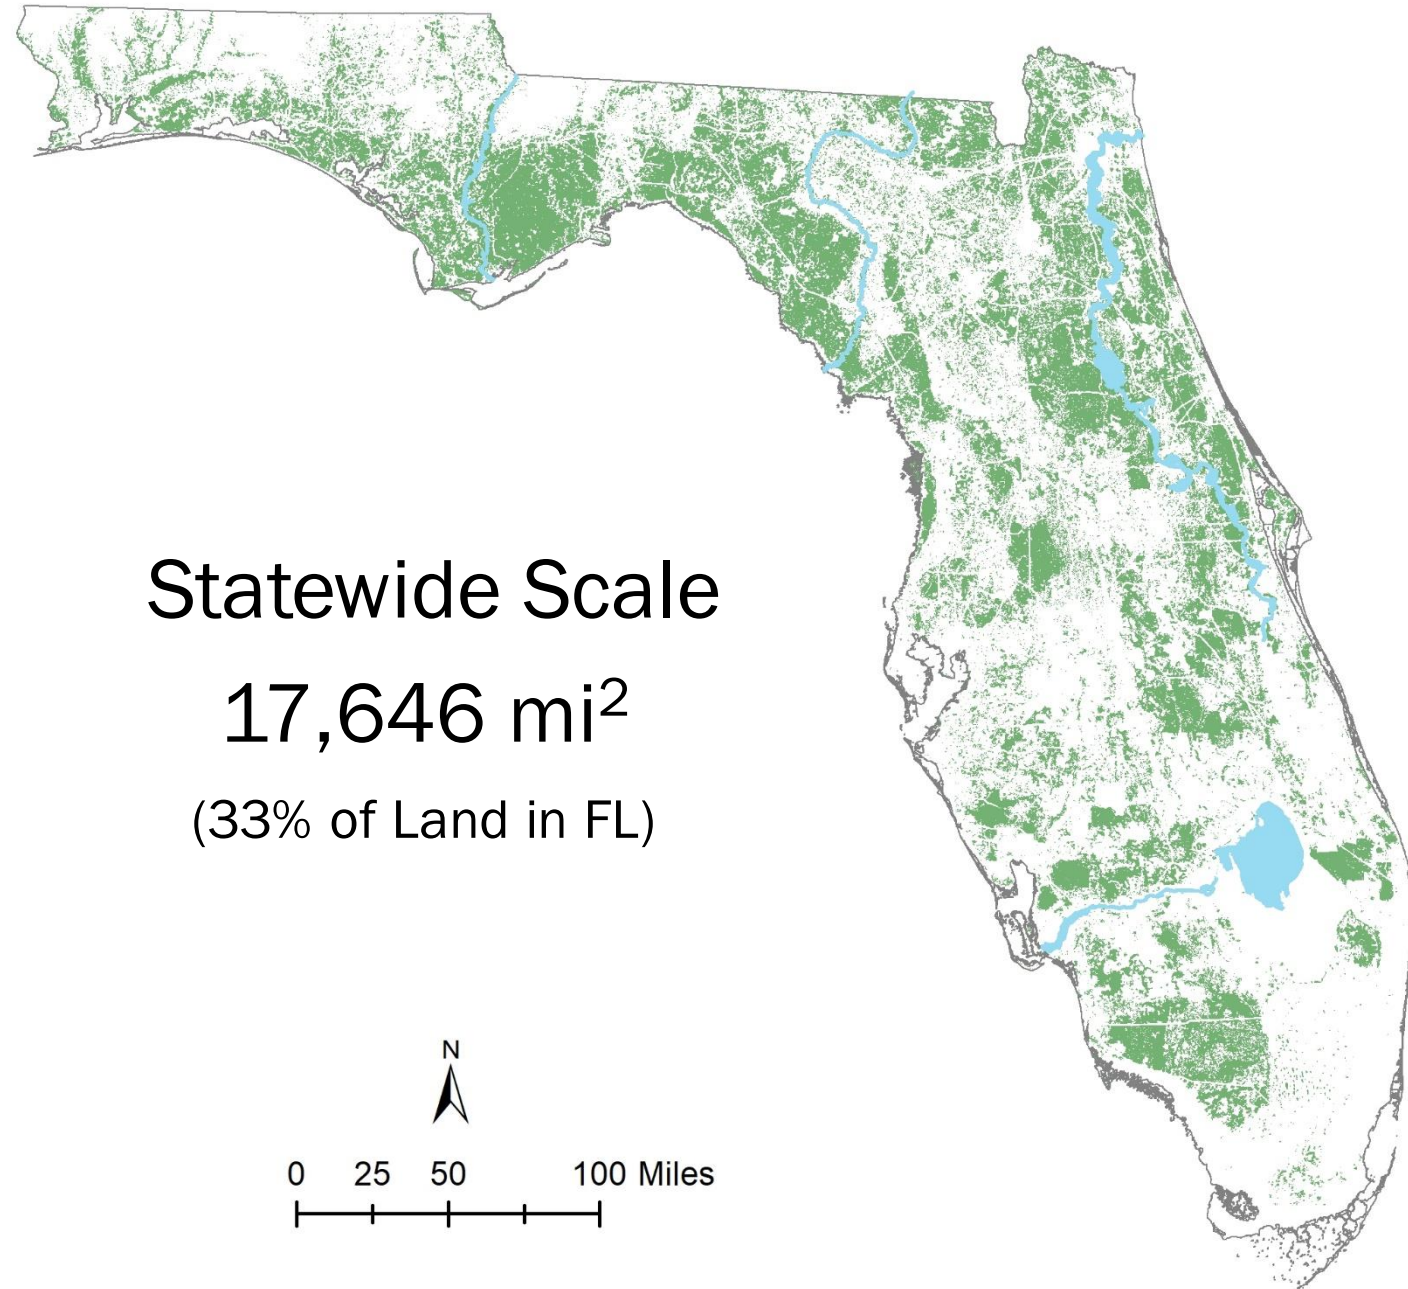 Statewide Scale
17,646 mi²
(33% of Land in FL)
N
0 25 50 100 Miles